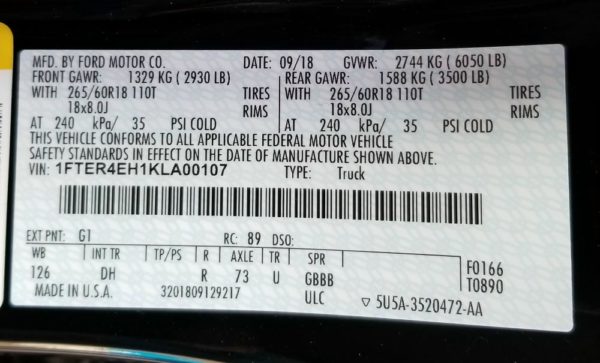 MFD. BY FORD MOTOR CO. DATE: 09/18 GVWR: 2744 KG ( 6050 LB)
FRONT GAWR: 1329 KG ( 2930 LB) REAR GAWR: 1588 KG ( 3500 LB)
WITH 265/60R18 110T TIRES WITH 265/60R18 110T TIRES
18x8.0J RIMS 18x8.0J RIMS
AT 240 kPa/ 35 PSI COLD AT 240 kPa/ 35 PSI COLD
THIS VEHICLE CONFORMS TO ALL APPLICABLE FEDERAL MOTOR VEHICLE
SAFETY STANDARDS IN EFFECT ON THE DATE OF MANUFACTURE SHOWN ABOVE.
VIN: 1FTER4EH1KLA00107 TYPE: Truck
EXT PNT: G1 RC: 89 DSO:
WB INT TR TP/PS R AXLE TR SPR
126 DH R 73 U GBBB F0166
ULC T0890
MADE IN U.S.A. 3201809129217 ▽ 5U5A-3520472-AA